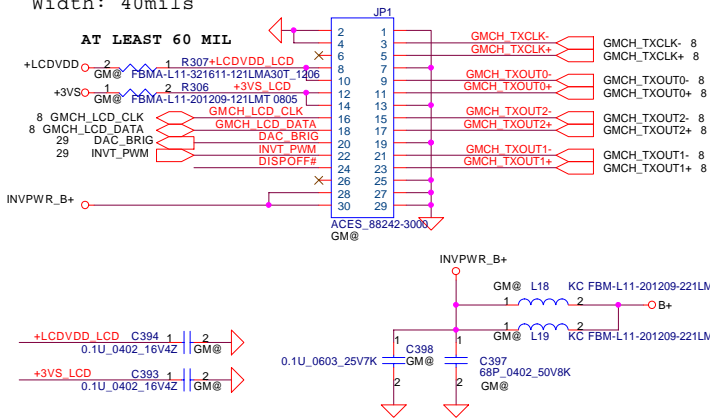 Width: 40mils
AT LEAST 60 MIL
JP1
+LCDVDD 2 1 R307 +LCDVDD_LCD
GM@ FBMA-L11-321611-121LMA30T_1206
+3VS 1 2 R306 +3VS_LCD
GM@ FBMA-L11-201209-121LMT 0805
8 GMCH_LCD_CLK GMCH_LCD_CLK
8 GMCH_LCD_DATA GMCH_LCD_DATA
29 DAC_BRIG DAC_BRIG
29 INVT_PWM INVT_PWM
DISPOFF#
INVPWR_B+
2 1
4 3
6 5
8 7
10 9
12 11
14 13
16 15
18 17
20 19
22 21
24 23
26 25
28 27
30 29
ACES_88242-3000
GM@
GMCH_TXCLK- GMCH_TXCLK- 8
GMCH_TXCLK+ GMCH_TXCLK+ 8
GMCH_TXOUT0- GMCH_TXOUT0- 8
GMCH_TXOUT0+ GMCH_TXOUT0+ 8
GMCH_TXOUT2- GMCH_TXOUT2- 8
GMCH_TXOUT2+ GMCH_TXOUT2+ 8
GMCH_TXOUT1- GMCH_TXOUT1- 8
GMCH_TXOUT1+ GMCH_TXOUT1+ 8
INVPWR_B+
GM@ L18 KC FBM-L11-201209-221LM
1 2
B+
1 2
GM@ L19 KC FBM-L11-201209-221LM
+LCDVDD_LCD C394 1 2
0.1U_0402_16V4Z GM@
+3VS_LCD C393 1 2
0.1U_0402_16V4Z GM@
1
C398
0.1U_0603_25V7K GM@
2
1
C397
68P_0402_50V8K
2 GM@